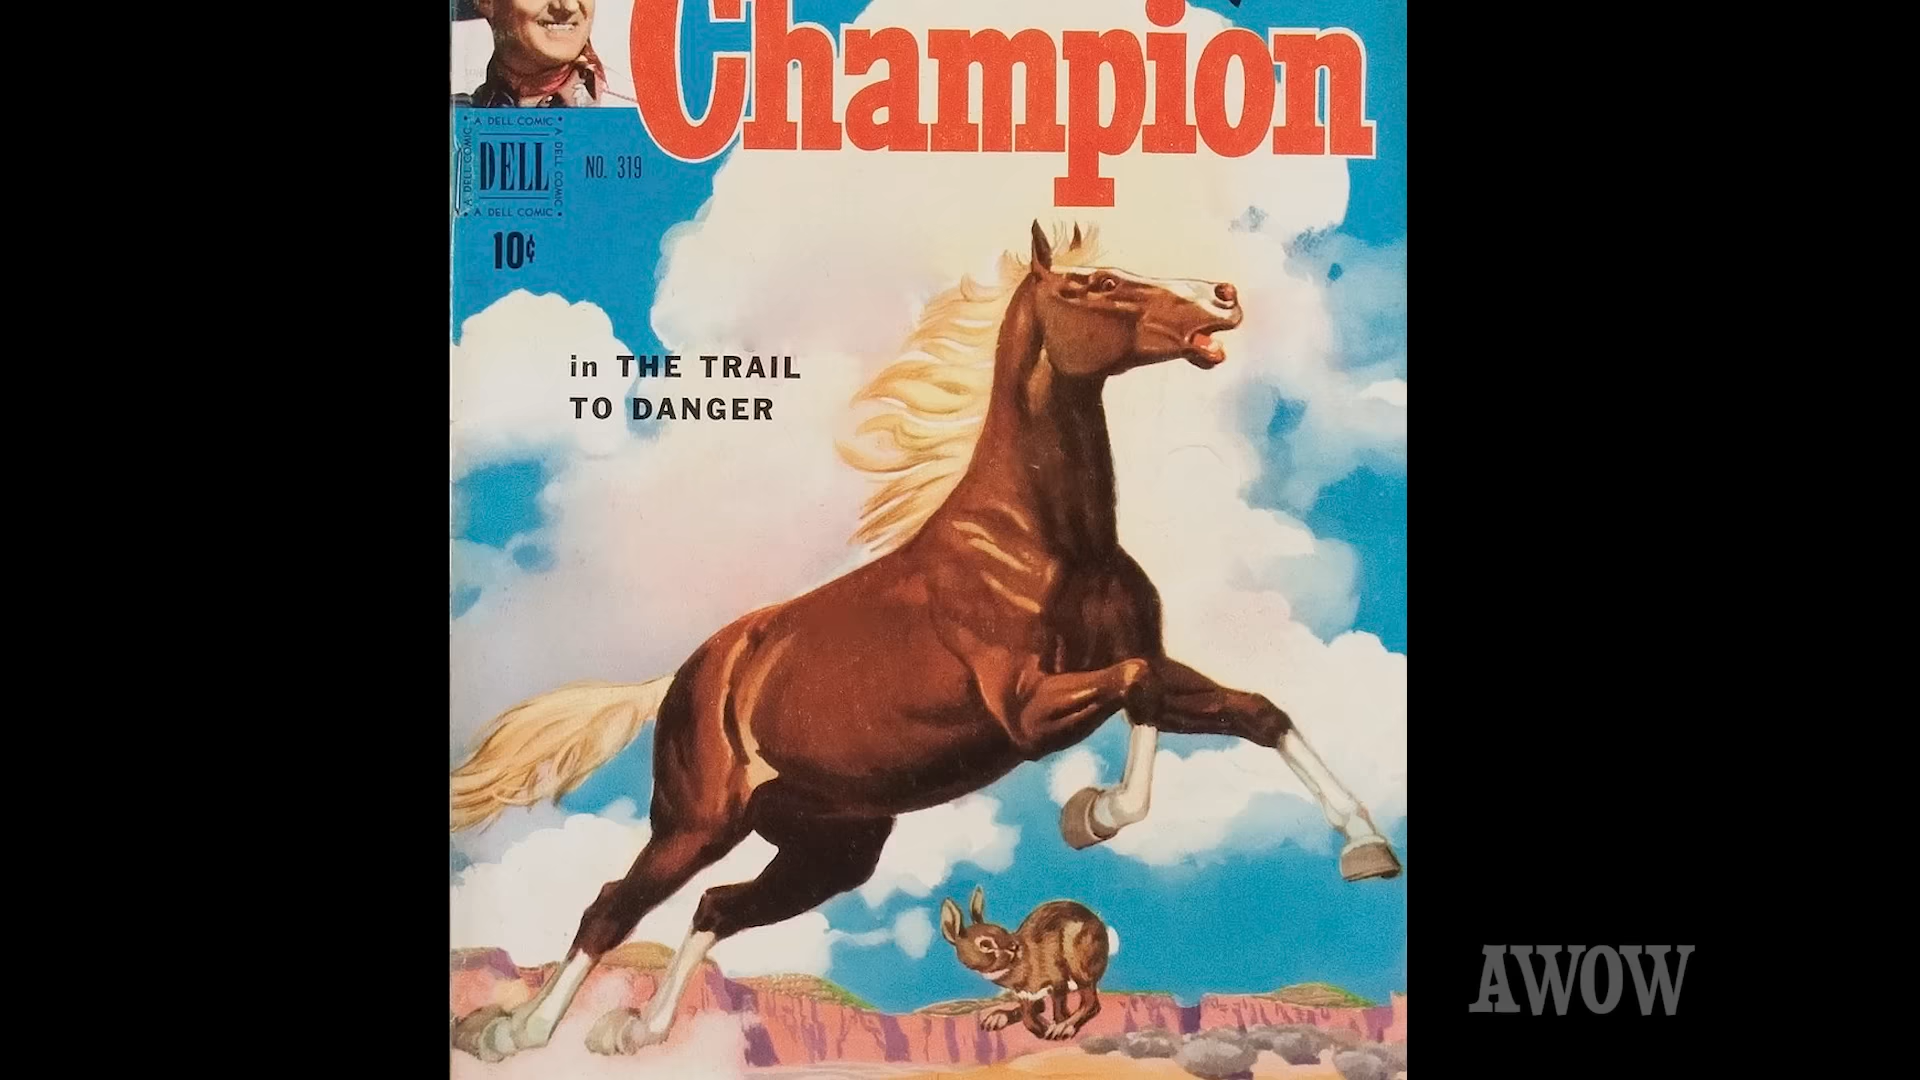 Champion
A DELL COMIC
A DELL COMIC
DELL
A DELL COMIC
A DELL COMIC
NO. 319
10¢
in THE TRAIL
TO DANGER
AWOW